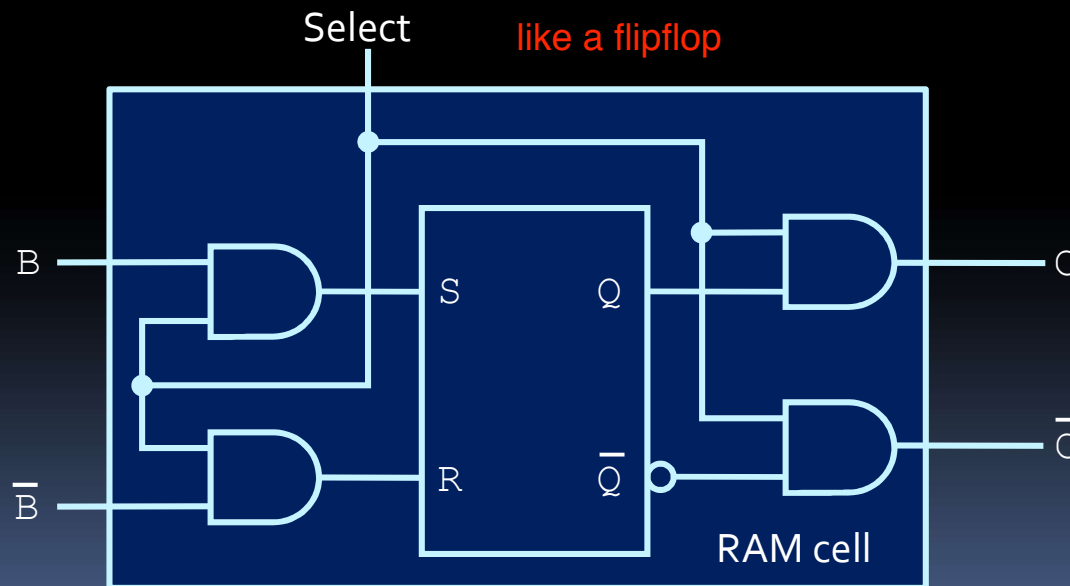 Select
like a flipflop
B
S
Q
C
B̅
R
Q̅
C̅
RAM cell